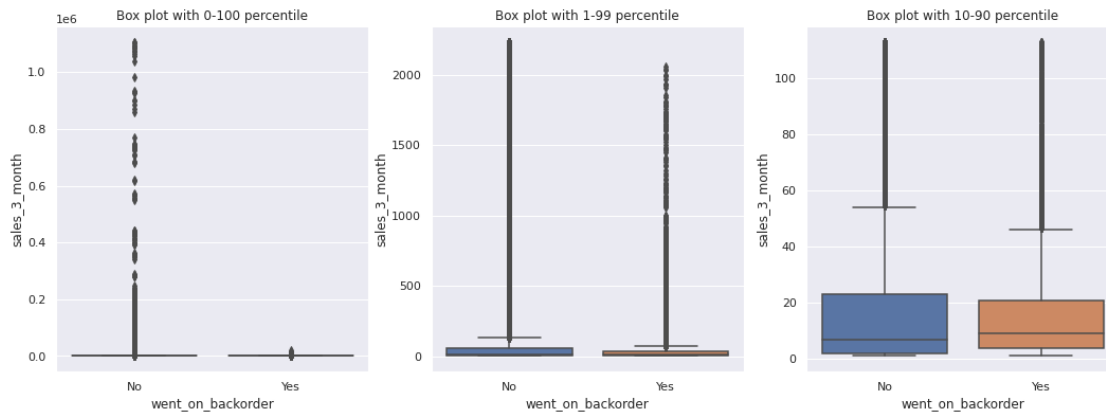 Box plot with 0-100 percentile
1e6
1.0
0.8
0.6
0.4
0.2
0.0
sales_3_month
No
Yes
went_on_backorder
Box plot with 1-99 percentile
2000
1500
1000
500
0
sales_3_month
No
Yes
went_on_backorder
Box plot with 10-90 percentile
100
80
60
40
20
0
sales_3_month
No
Yes
went_on_backorder